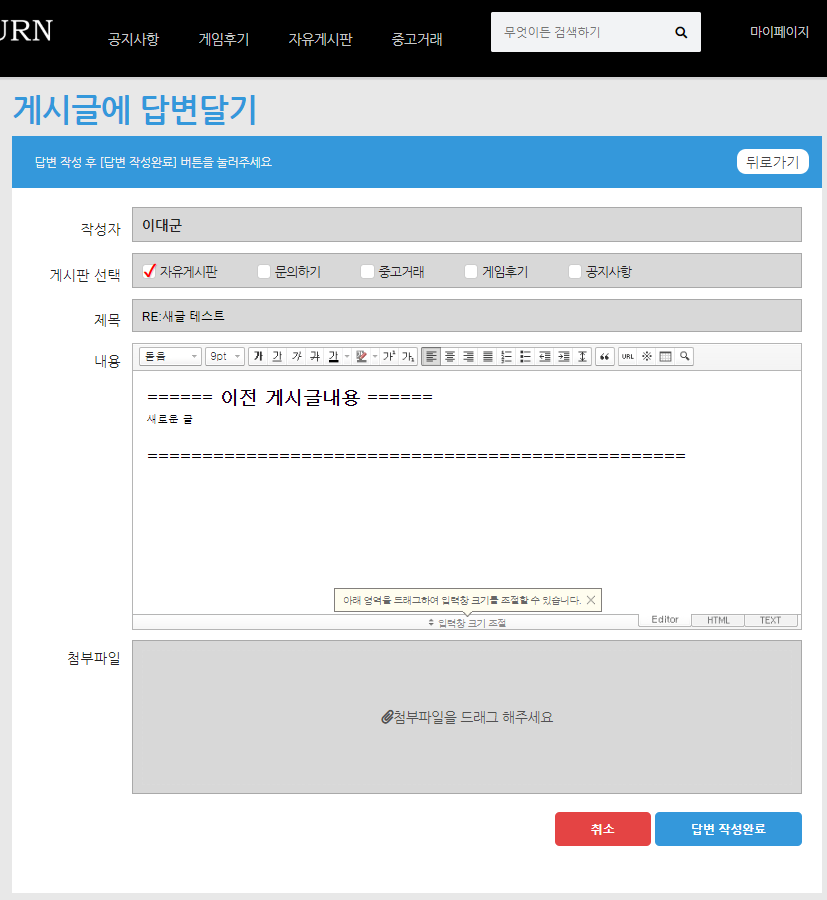 URN 공지사항 게임후기 자유게시판 중고거래 무엇이든 검색하기 마이페이지
게시글에 답변달기
답변 작성 후 [답변 작성완료] 버튼을 눌러주세요 뒤로가기
작성자 이대군
게시판 선택 자유게시판 문의하기 중고거래 게임후기 공지사항
제목 RE:새글 테스트
내용 돋움 9pt 가 가 가 가 가 가¹ 가₁ URL
====== 이전 게시글내용 ======
새로운 글
=================================================
아래 영역을 드래그하여 입력창 크기를 조절할 수 있습니다.
입력창 크기 조절 Editor HTML TEXT
첨부파일
첨부파일을 드래그 해주세요
취소 답변 작성완료